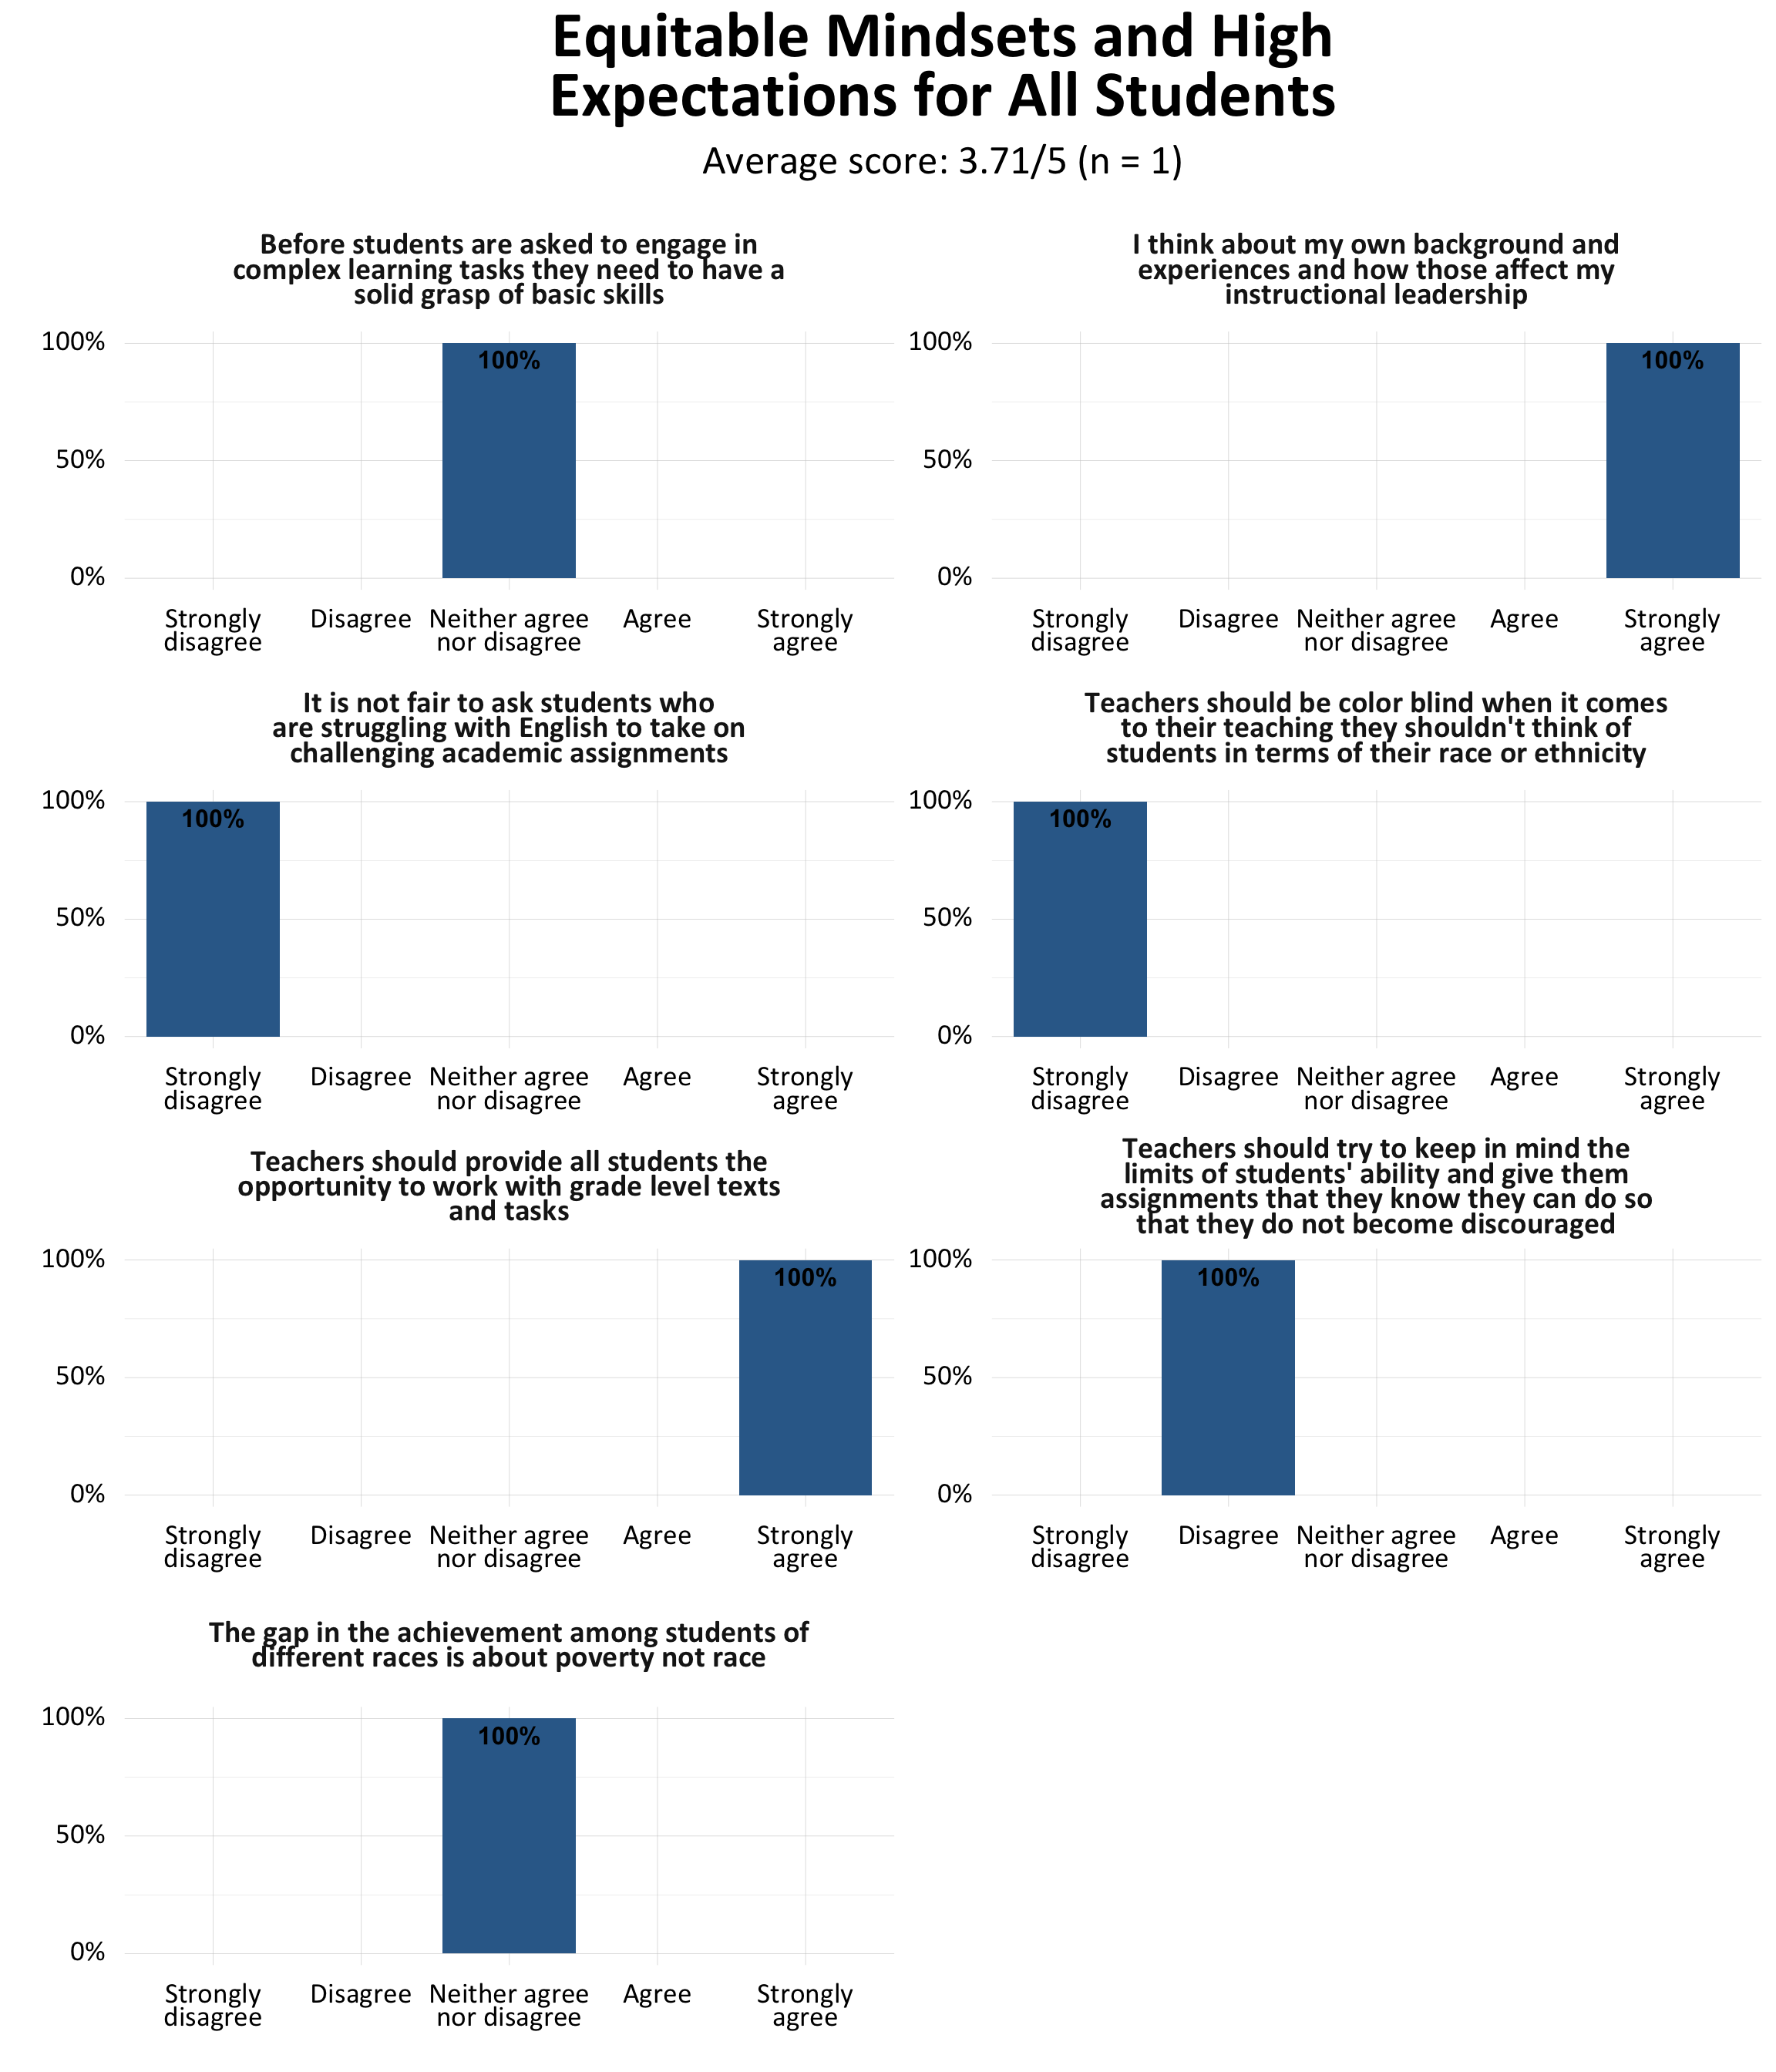 Equitable Mindsets and High
Expectations for All Students
Average score: 3.71/5 (n = 1)
Before students are asked to engage in
complex learning tasks they need to have a
solid grasp of basic skills
100%
100%
50%
0%
Strongly disagree Disagree Neither agree nor disagree Agree Strongly agree
I think about my own background and
experiences and how those affect my
instructional leadership
100%
100%
50%
0%
Strongly disagree Disagree Neither agree nor disagree Agree Strongly agree
It is not fair to ask students who
are struggling with English to take on
challenging academic assignments
100%
100%
50%
0%
Strongly disagree Disagree Neither agree nor disagree Agree Strongly agree
Teachers should be color blind when it comes
to their teaching they shouldn't think of
students in terms of their race or ethnicity
100%
100%
50%
0%
Strongly disagree Disagree Neither agree nor disagree Agree Strongly agree
Teachers should provide all students the
opportunity to work with grade level texts
and tasks
100%
100%
50%
0%
Strongly disagree Disagree Neither agree nor disagree Agree Strongly agree
Teachers should try to keep in mind the
limits of students' ability and give them
assignments that they know they can do so
that they do not become discouraged
100%
100%
50%
0%
Strongly disagree Disagree Neither agree nor disagree Agree Strongly agree
The gap in the achievement among students of
different races is about poverty not race
100%
100%
50%
0%
Strongly disagree Disagree Neither agree nor disagree Agree Strongly agree